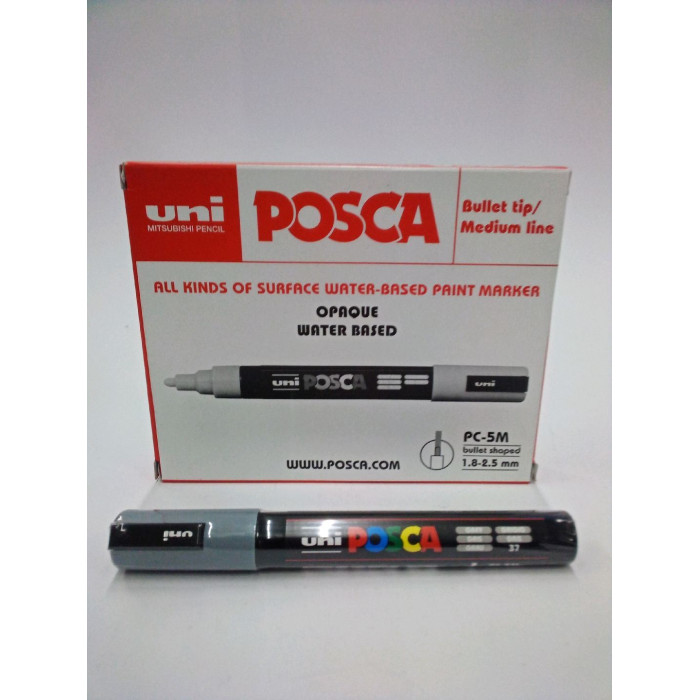 uni
MITSUBISHI PENCIL
POSCA
Bullet tip/
Medium line
ALL KINDS OF SURFACE WATER-BASED PAINT MARKER
OPAQUE
WATER BASED
uni POSCA
uni
PC-5M
bullet shaped
1.8-2.5 mm
WWW.POSCA.COM
uni
uni POSCA
37